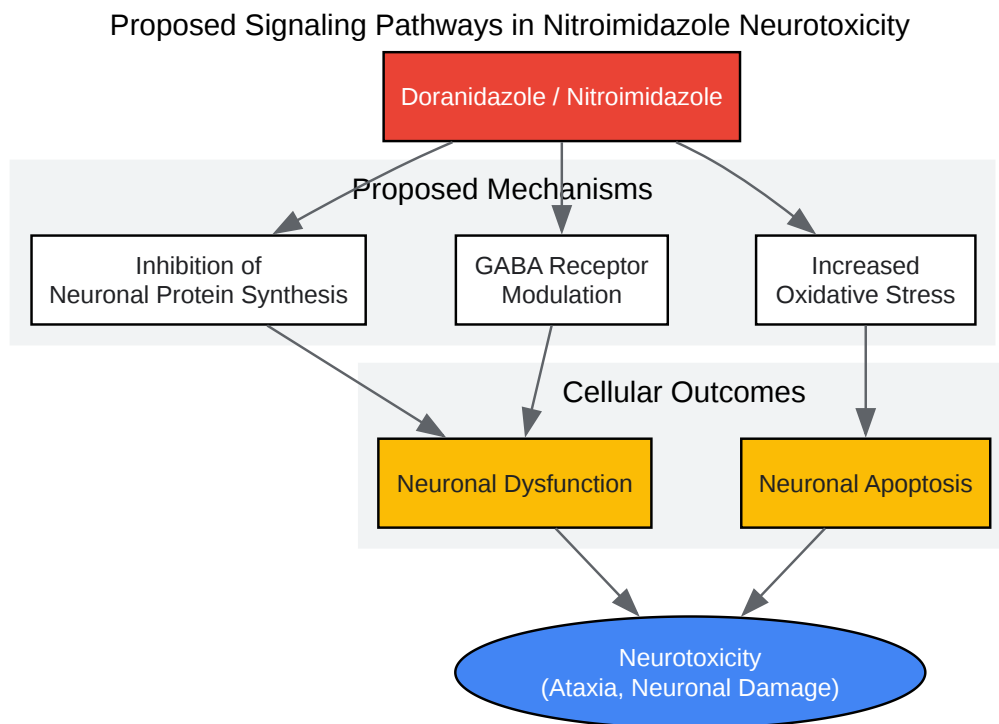 Proposed Signaling Pathways in Nitroimidazole Neurotoxicity
Doranidazole / Nitroimidazole
Proposed Mechanisms
Inhibition of
Neuronal Protein Synthesis
GABA Receptor
Modulation
Increased
Oxidative Stress
Cellular Outcomes
Neuronal Dysfunction
Neuronal Apoptosis
Neurotoxicity
(Ataxia, Neuronal Damage)